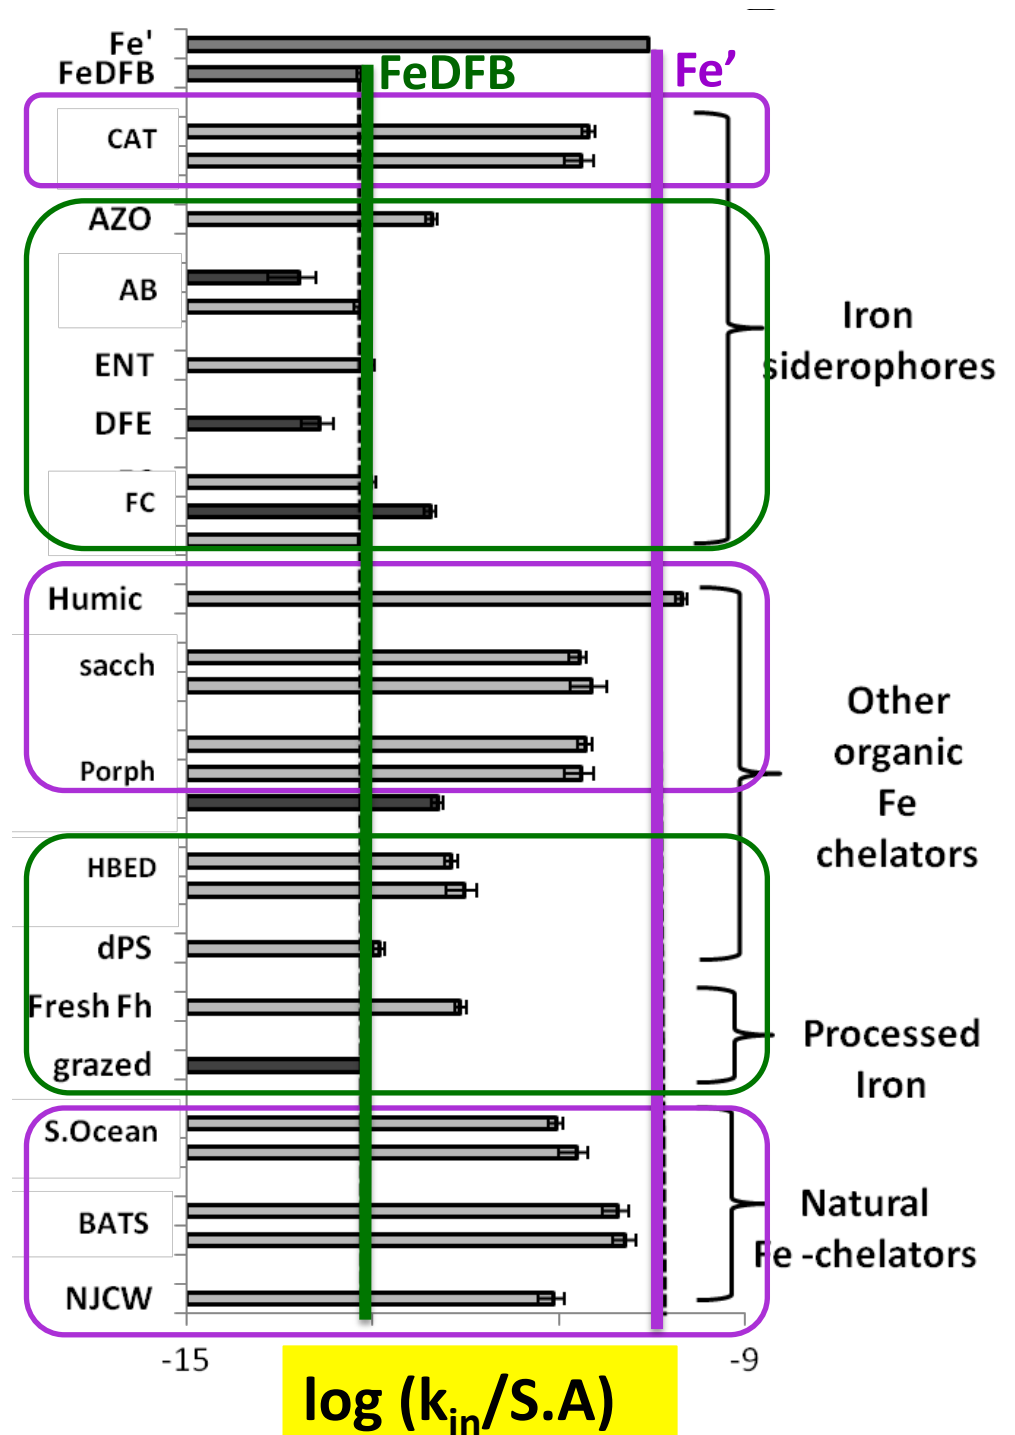 Fe'
FeDFB
FeDFB
Fe’
CAT
AZO
AB
ENT
DFE
FC
Iron
siderophores
Humic
sacch
Porph
HBED
dPS
Other
organic
Fe
chelators
Fresh Fh
grazed
Processed
Iron
S.Ocean
BATS
NJCW
Natural
Fe -chelators
-15
-9
log (kin/S.A)